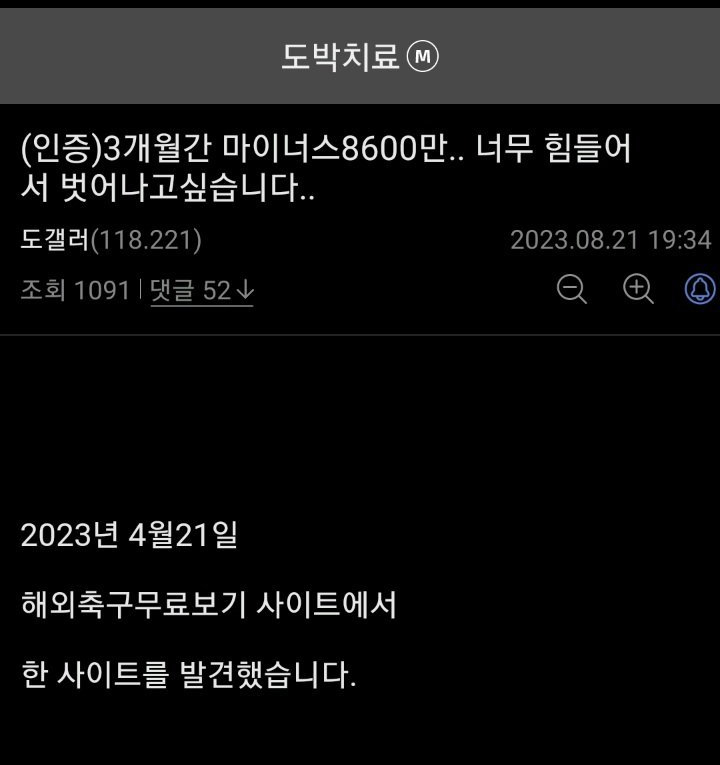 도박치료Ⓜ
(인증)3개월간 마이너스8600만.. 너무 힘들어
서 벗어나고싶습니다..
도갤러(118.221) 2023.08.21 19:34
조회 1091 | 댓글 52↓
2023년 4월21일
해외축구무료보기 사이트에서
한 사이트를 발견했습니다.